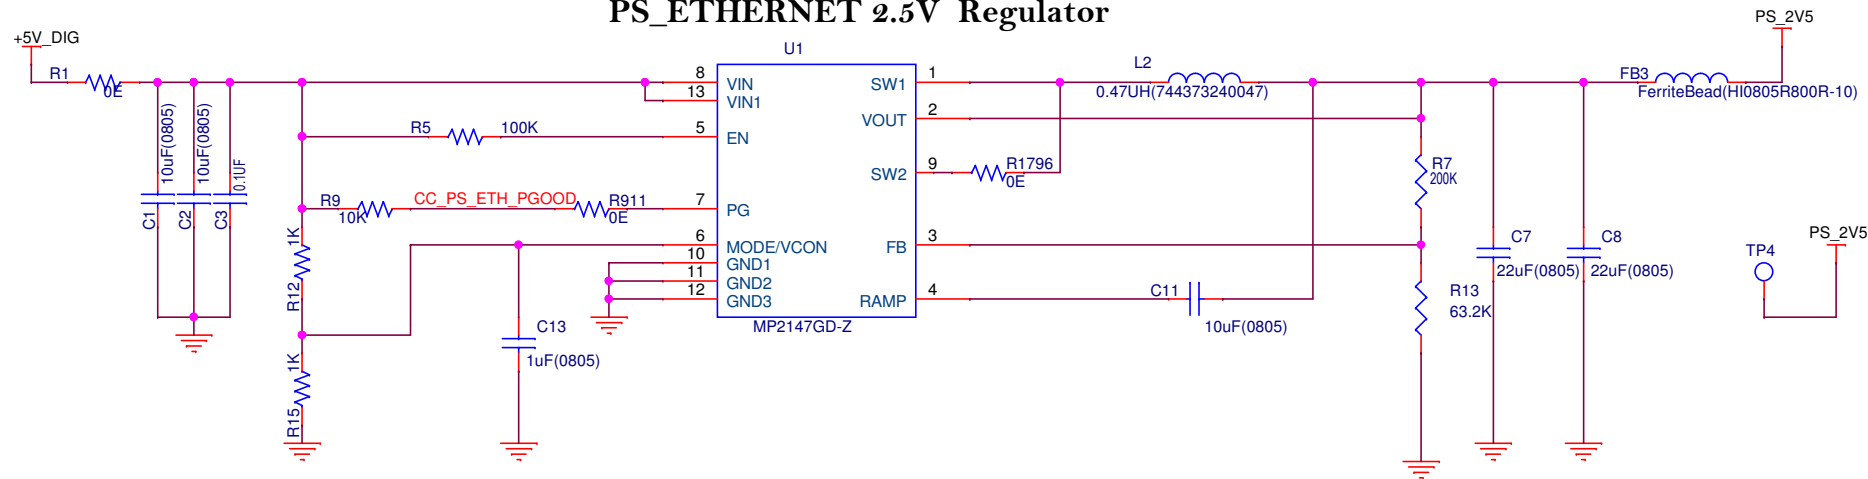 PS_ETHERNET 2.5V Regulator
+5V_DIG
PS_2V5
R1
0E
U1
L2
0.47UH(744373240047)
FB3
FerriteBead(HI0805R800R-10)
8
VIN
13
VIN1
5
EN
7
PG
6
MODE/VCON
10
GND1
11
GND2
12
GND3
1
SW1
2
VOUT
9
SW2
3
FB
4
RAMP
MP2147GD-Z
10uF(0805)
10uF(0805)
0.1UF
C1
C2
C3
R5
100K
R9
10K
CC_PS_ETH_PGOOD
R911
0E
1K
R12
1K
R15
C13
1uF(0805)
R1796
0E
R7
200K
R13
63.2K
C11
10uF(0805)
C7
22uF(0805)
C8
22uF(0805)
TP4
PS_2V5